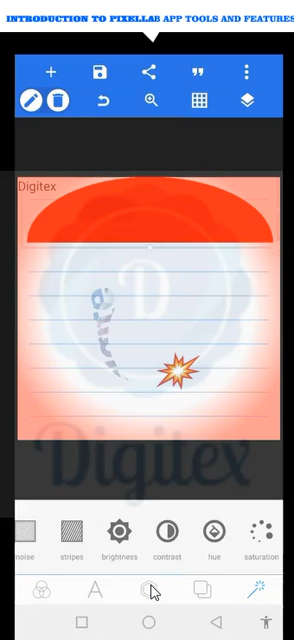 INTRODUCTION TO PIXELLAB APP TOOLS AND FEATURES
Digitex
D
Digitex
noise
stripes
brightness
contrast
hue
saturation